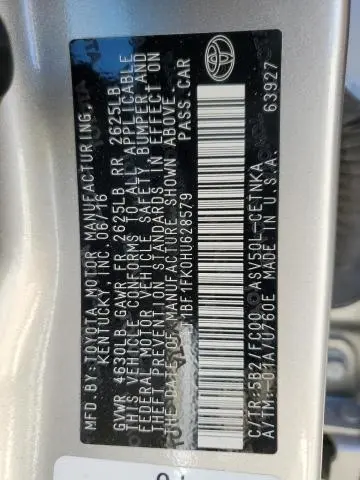 MFD.BY:TOYOTA MOTOR MANUFACTURING,
KENTUCKY, INC. 06/16
GVWR 4630LB GAWR FR 2625LB RR 2625LB
THIS VEHICLE CONFORMS TO ALL APPLICABLE
FEDERAL MOTOR VEHICLE SAFETY, BUMPER, AND
THEFT PREVENTION STANDARDS IN EFFECT ON
THE DATE OF MANUFACTURE SHOWN ABOVE.
BF1FK0HU628579 PASS.CAR
C/TR:5B2/FC00 ASV50L-CETNKA
A/TM:-01A/U760E MADE IN U.S.A. 63927